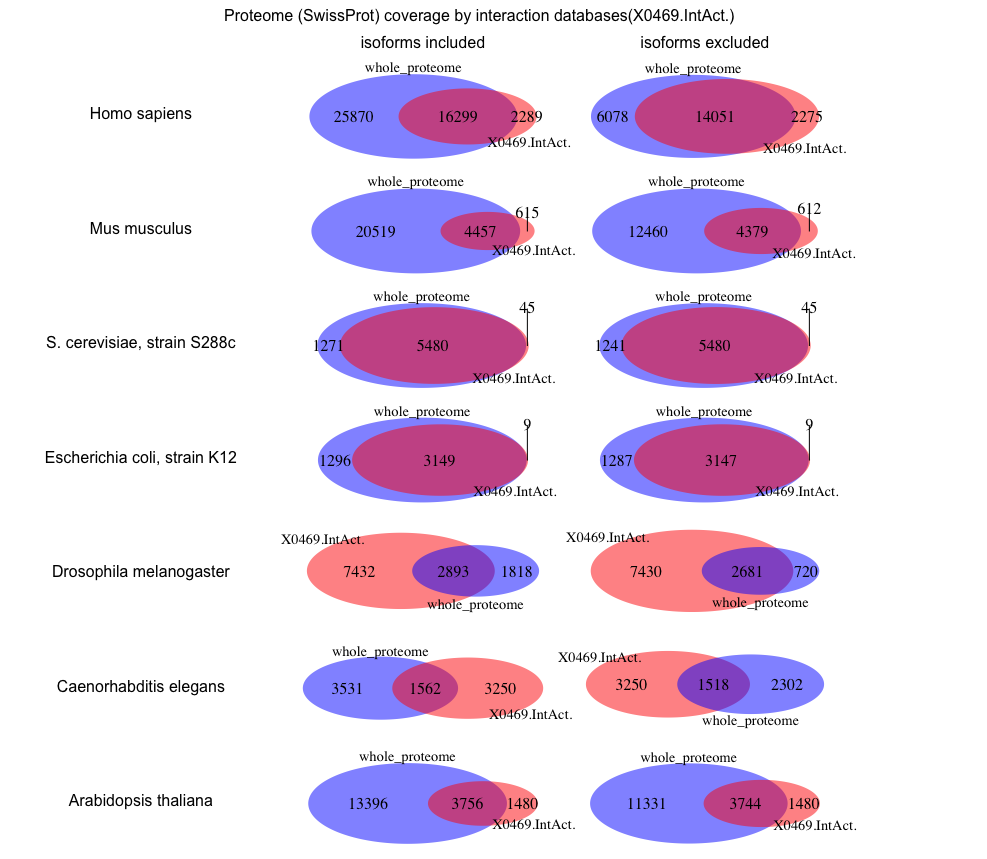 Proteome (SwissProt) coverage by interaction databases(X0469.IntAct.)
isoforms included isoforms excluded
whole_proteome whole_proteome
Homo sapiens 25870 16299 2289 6078 14051 2275
X0469.IntAct. X0469.IntAct.
whole_proteome whole_proteome
615 612
Mus musculus 20519 4457 12460 4379
X0469.IntAct. X0469.IntAct.
whole_proteome whole_proteome
45 45
S. cerevisiae, strain S288c 1271 5480 1241 5480
X0469.IntAct. X0469.IntAct.
whole_proteome whole_proteome
9 9
Escherichia coli, strain K12 1296 3149 1287 3147
X0469.IntAct. X0469.IntAct.
X0469.IntAct. X0469.IntAct.
Drosophila melanogaster 7432 2893 1818 7430 2681 720
whole_proteome whole_proteome
whole_proteome X0469.IntAct.
Caenorhabditis elegans 3531 1562 3250 3250 1518 2302
X0469.IntAct. whole_proteome
whole_proteome whole_proteome
Arabidopsis thaliana 13396 3756 1480 11331 3744 1480
X0469.IntAct. X0469.IntAct.